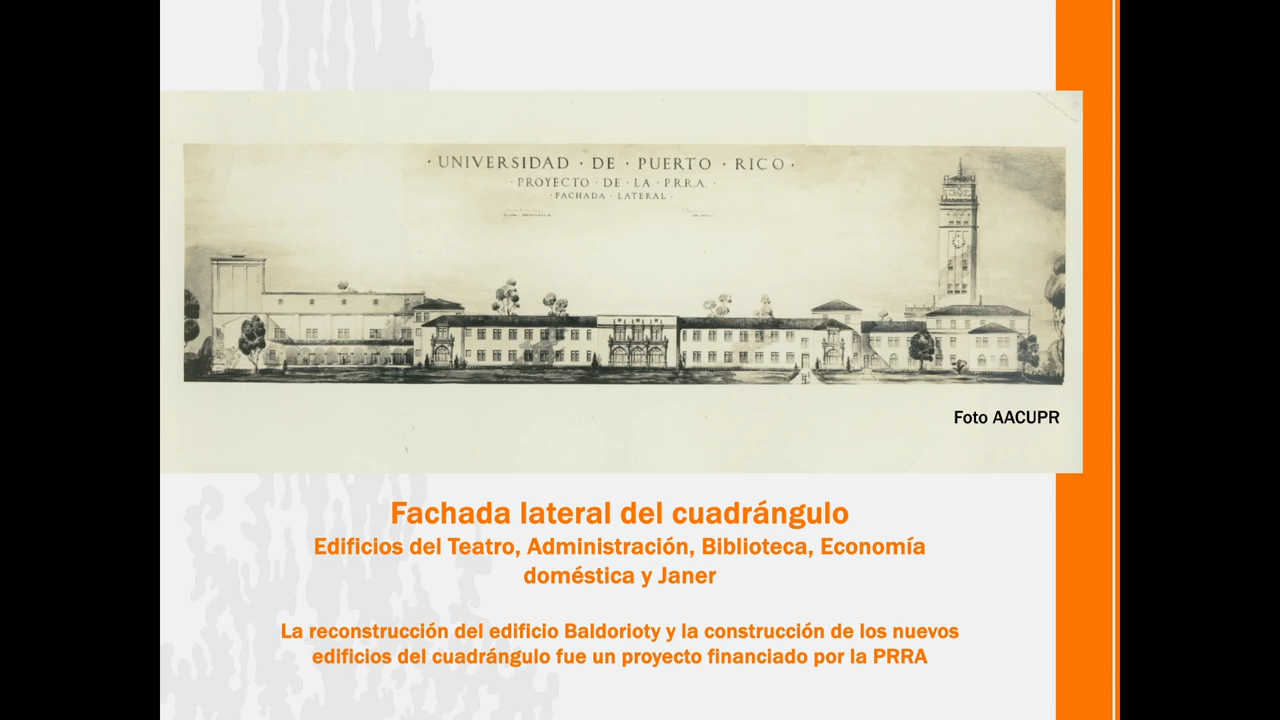 · UNIVERSIDAD · DE · PUERTO · RICO ·
· PROYECTO · DE · LA · P.R.R.A. ·
· FACHADA · LATERAL ·
Foto AACUPR
Fachada lateral del cuadrángulo
Edificios del Teatro, Administración, Biblioteca, Economía
doméstica y Janer
La reconstrucción del edificio Baldorioty y la construcción de los nuevos
edificios del cuadrángulo fue un proyecto financiado por la PRRA